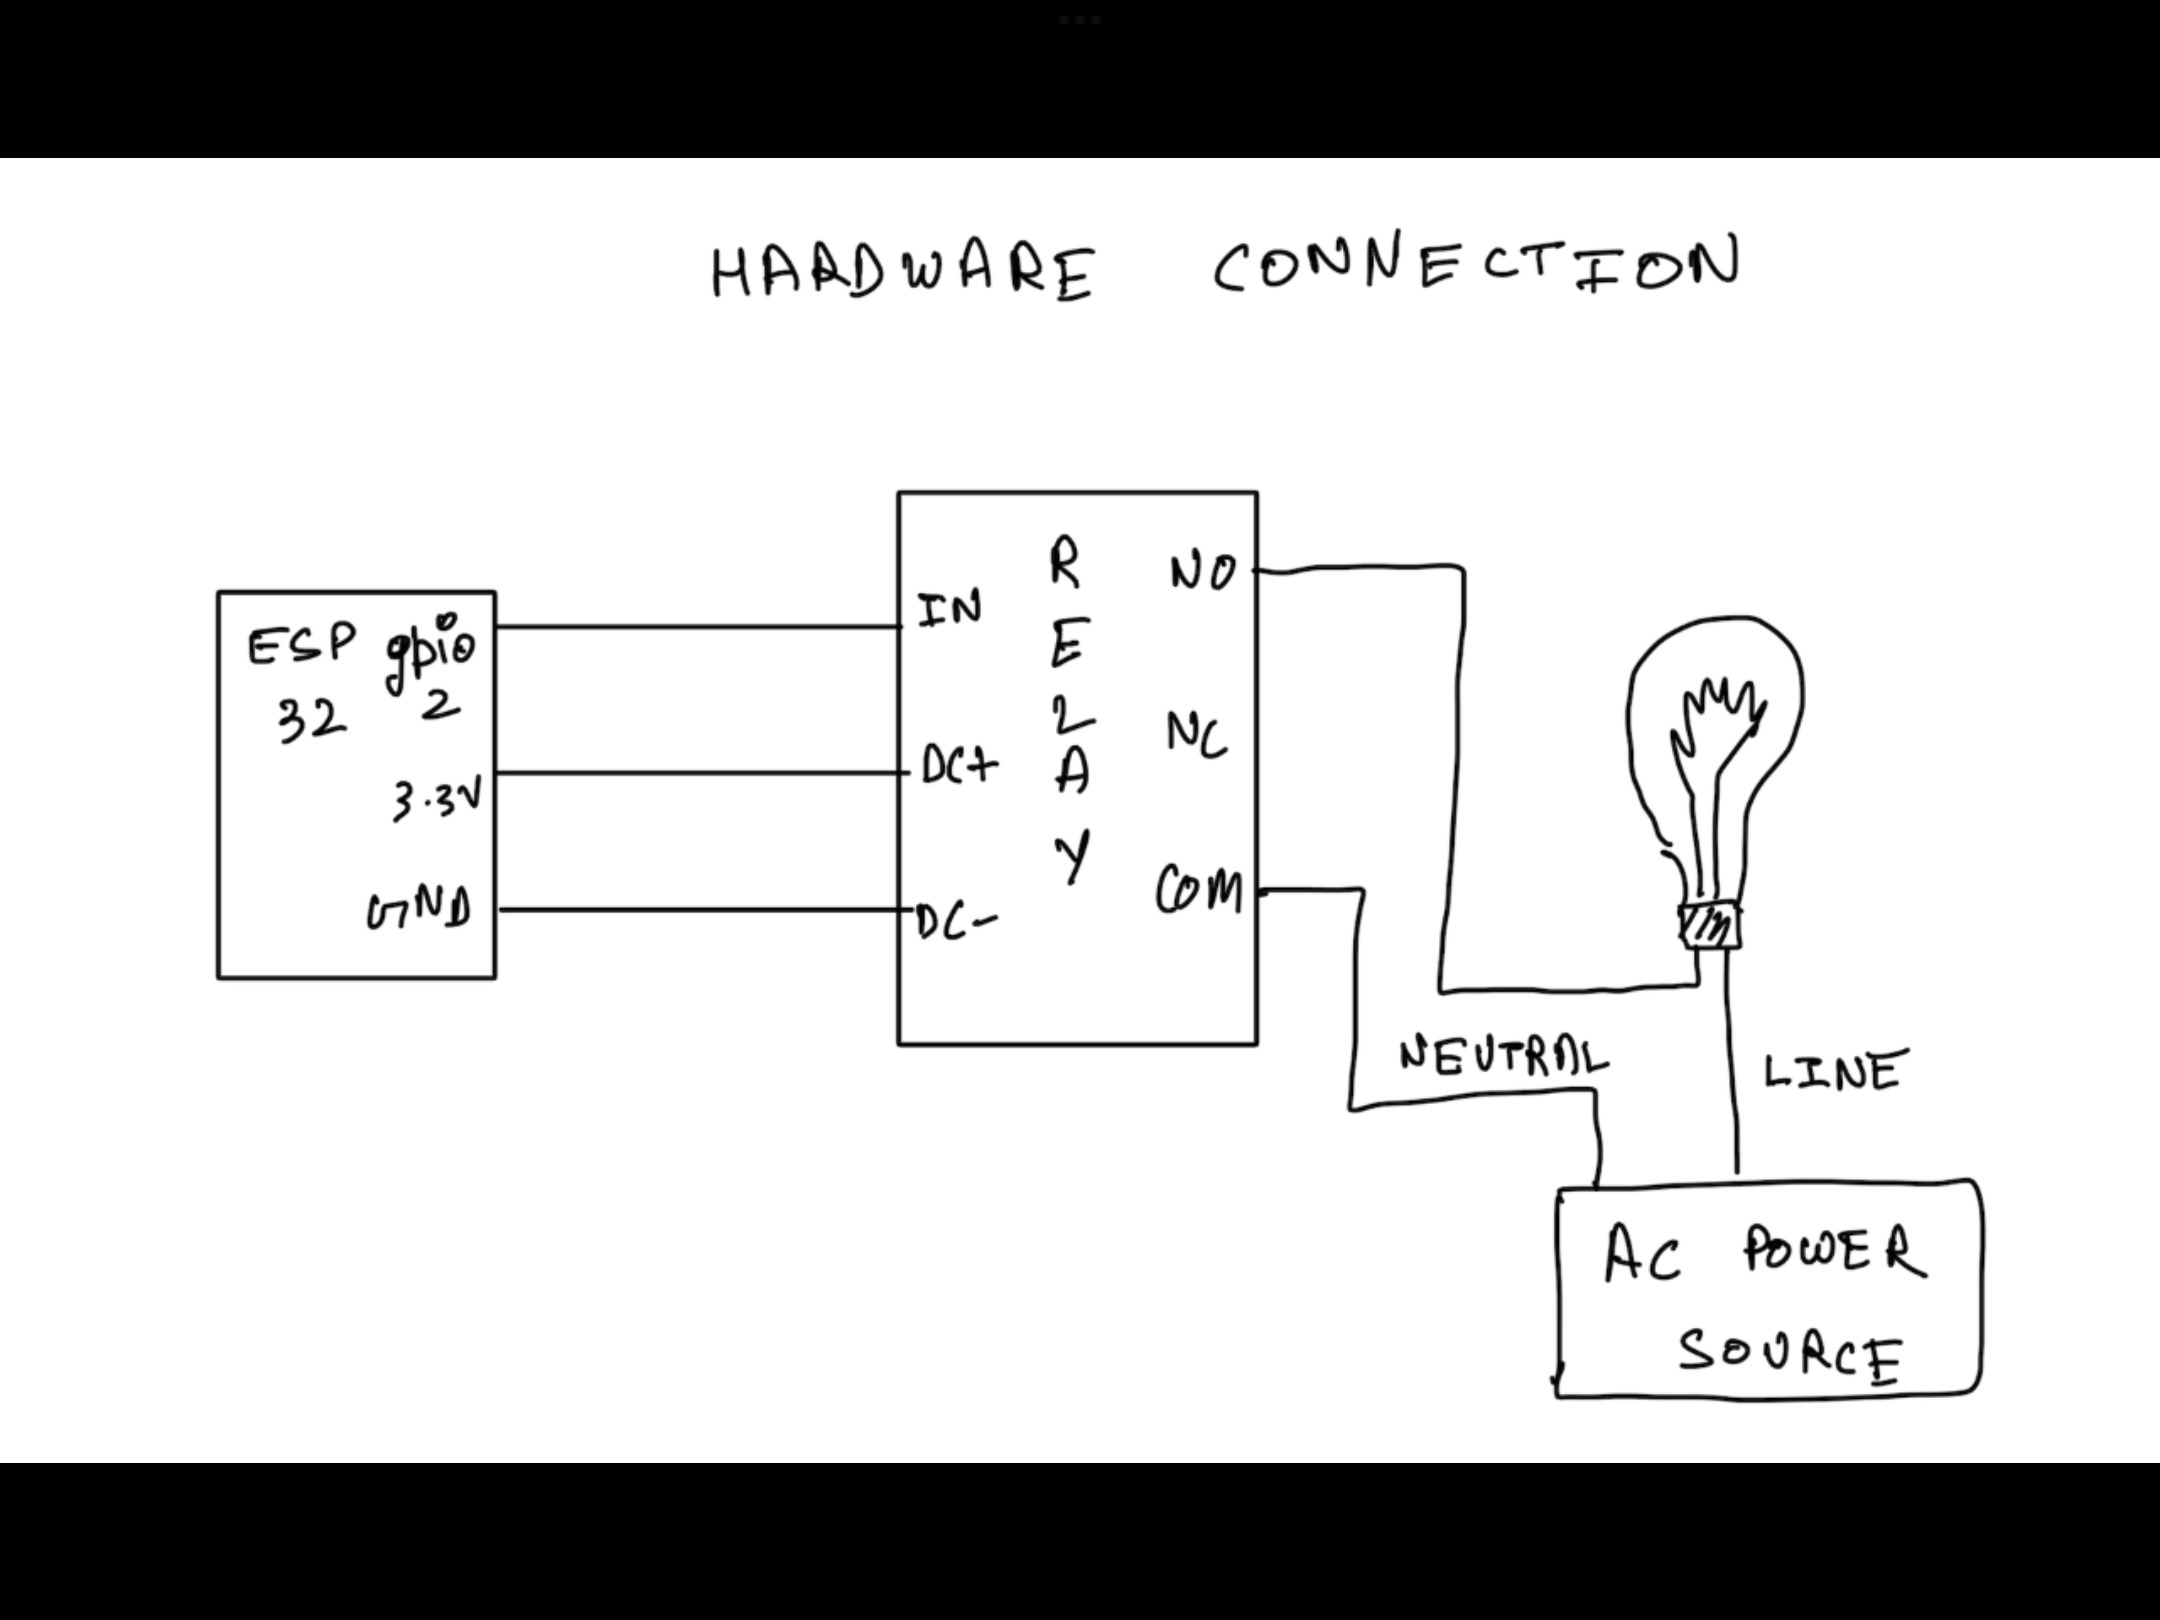 HARDWARE CONNECTION
ESP
32
gpio
2
3.3V
GND
IN
DC+
DC-
RELAY
NO
NC
COM
NEUTRAL
LINE
AC POWER
SOURCE